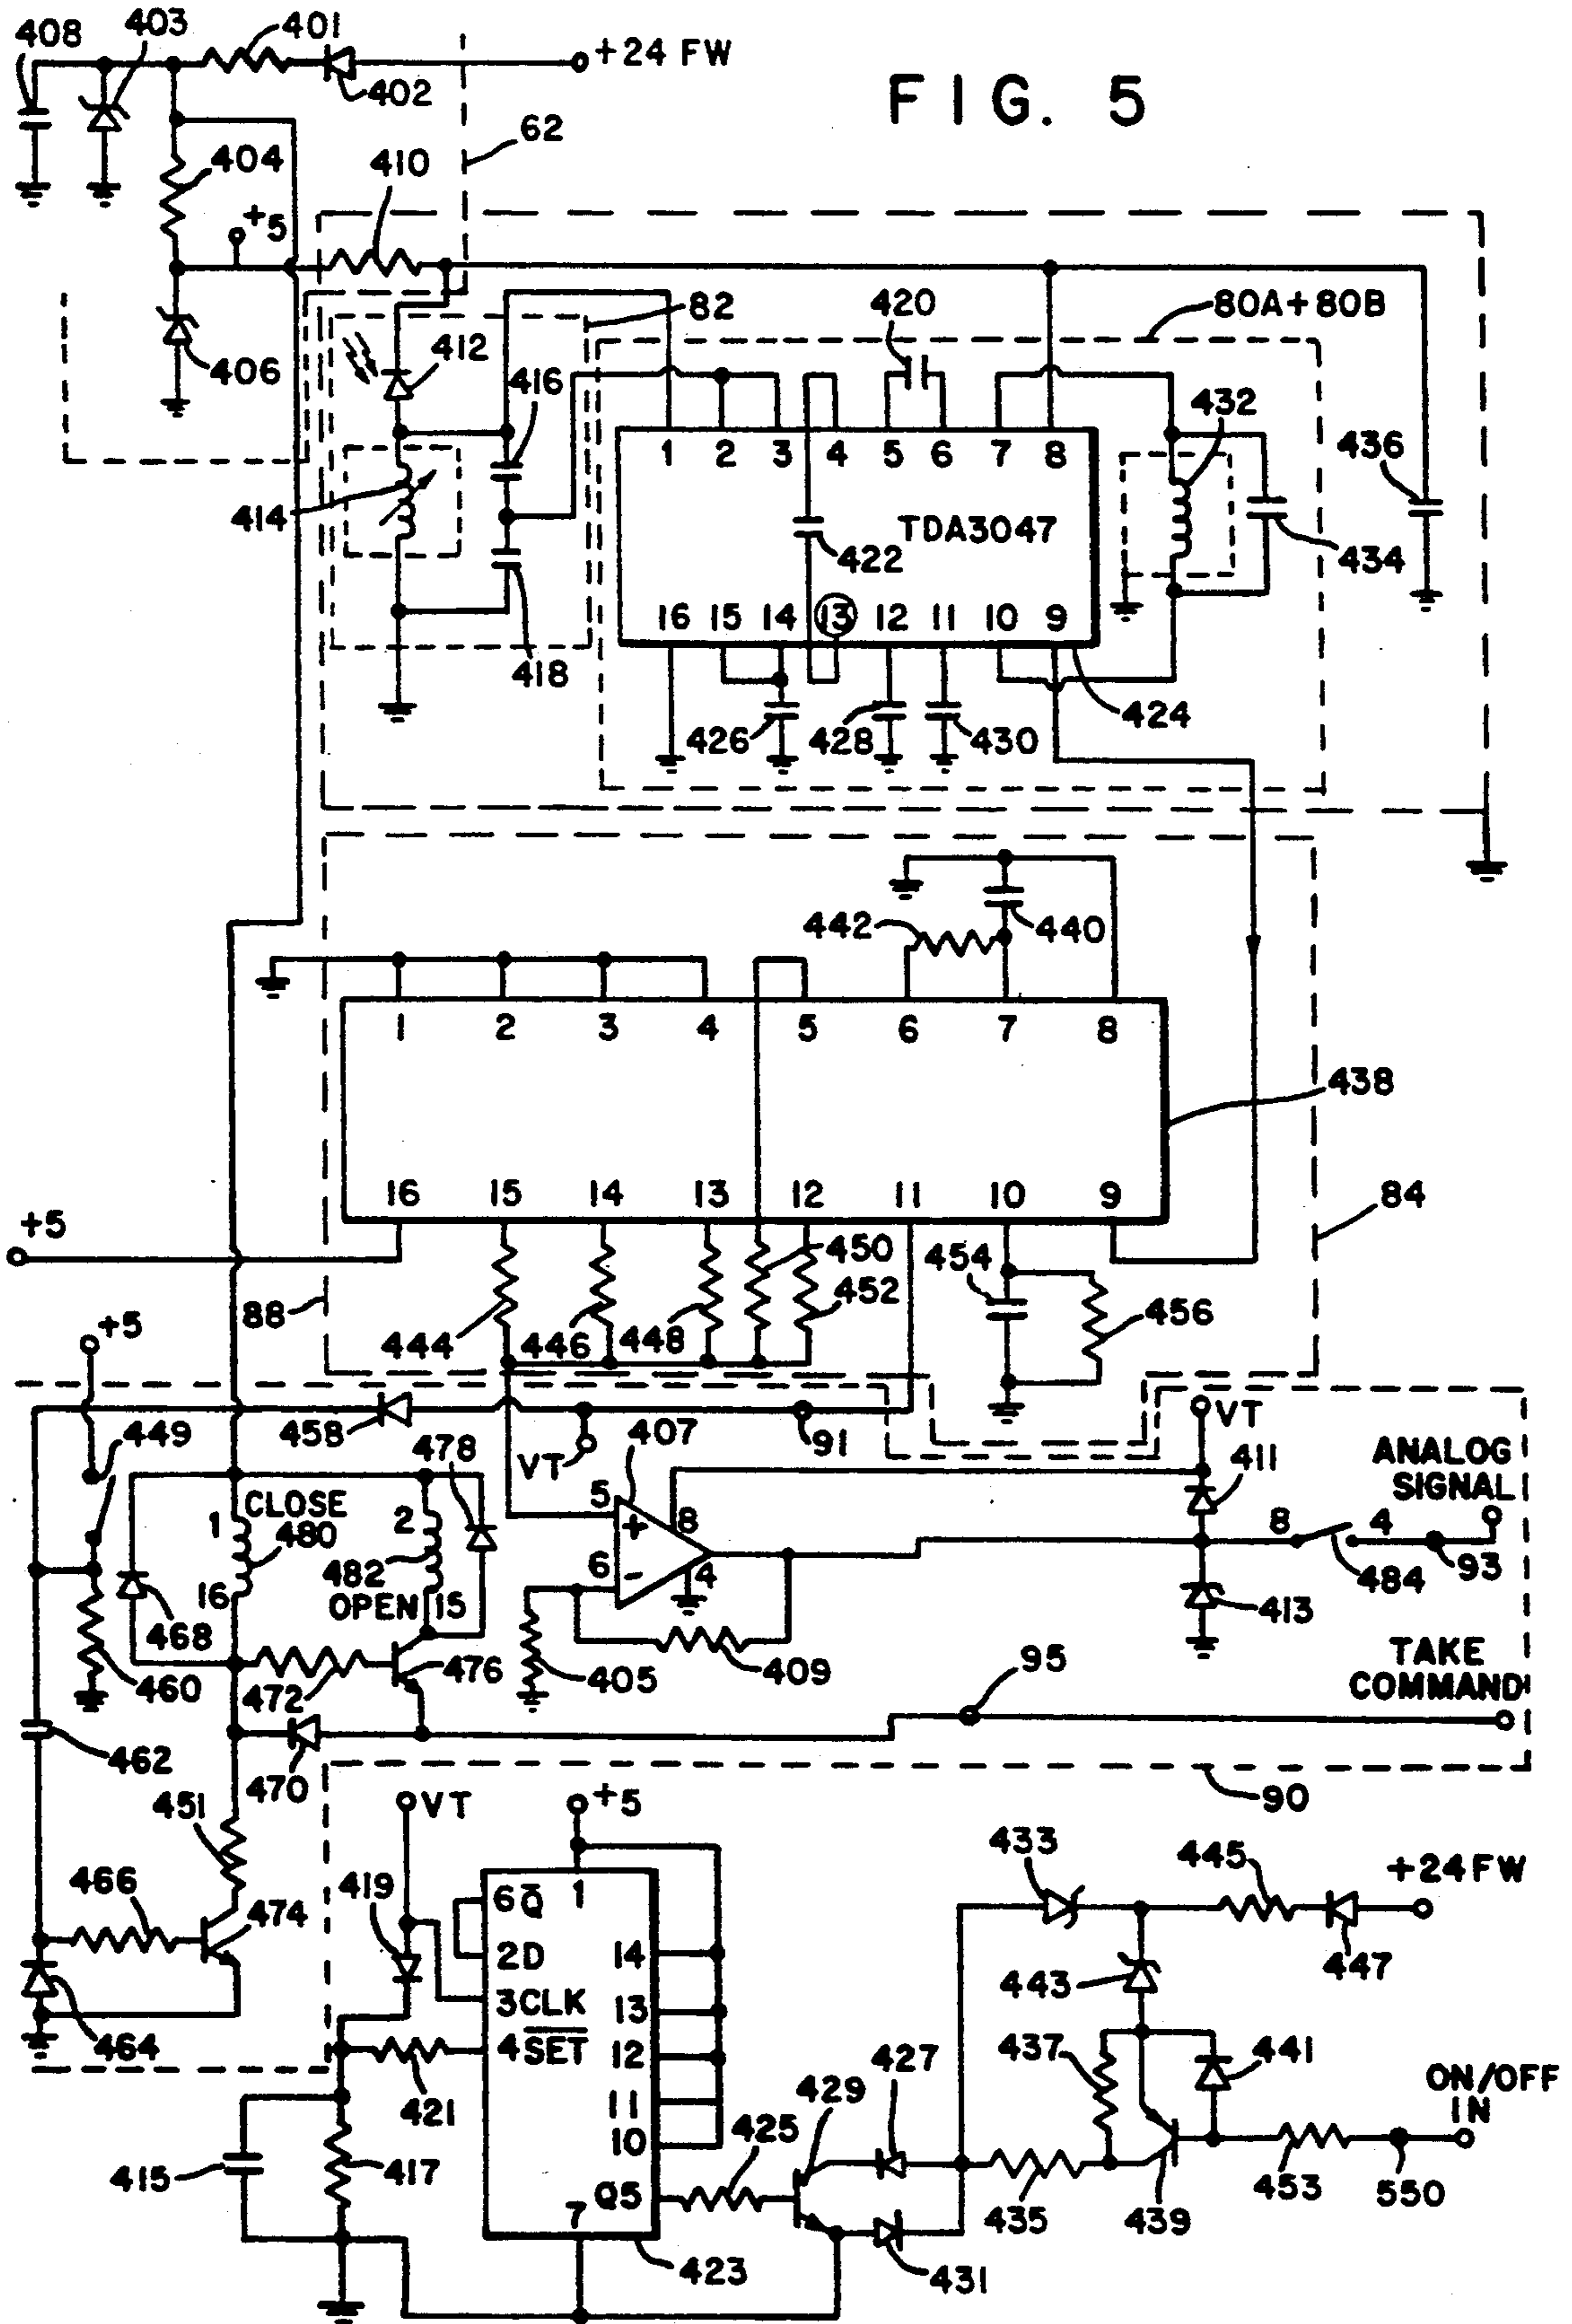 408 403 401
+24 FW
402
FIG. 5
62
404 410
+5
82 420 80A+80B
406 412 416 432
1 2 3 4 5 6 7 8
436
414 TDA3047
422 434
16 15 14 13 12 11 10 9
418
426 428 430 424
442 440
1 2 3 4 5 6 7 8
438
16 15 14 13 12 11 10 9
84
+5
450
454
452
88
456
+5 444 446 448
458 91 VT
449 478 VT 407 411 ANALOG
SIGNAL
CLOSE
1 480 2 5 + 8 8 4
482 6 - 4 484 93
16 OPEN 15 413
468
460 472 476 405 409 95 TAKE
COMMAND
462 470
451 VT +5 90
433 445 +24FW
466 419 6Q̅ 1
474 447
2D 14 443
3CLK 13
464 4S̅E̅T̅ 12 427 437 441
ON/OFF
IN
421 11 429
10 425
415 417 Q5 435 439 453 550
7
423 431